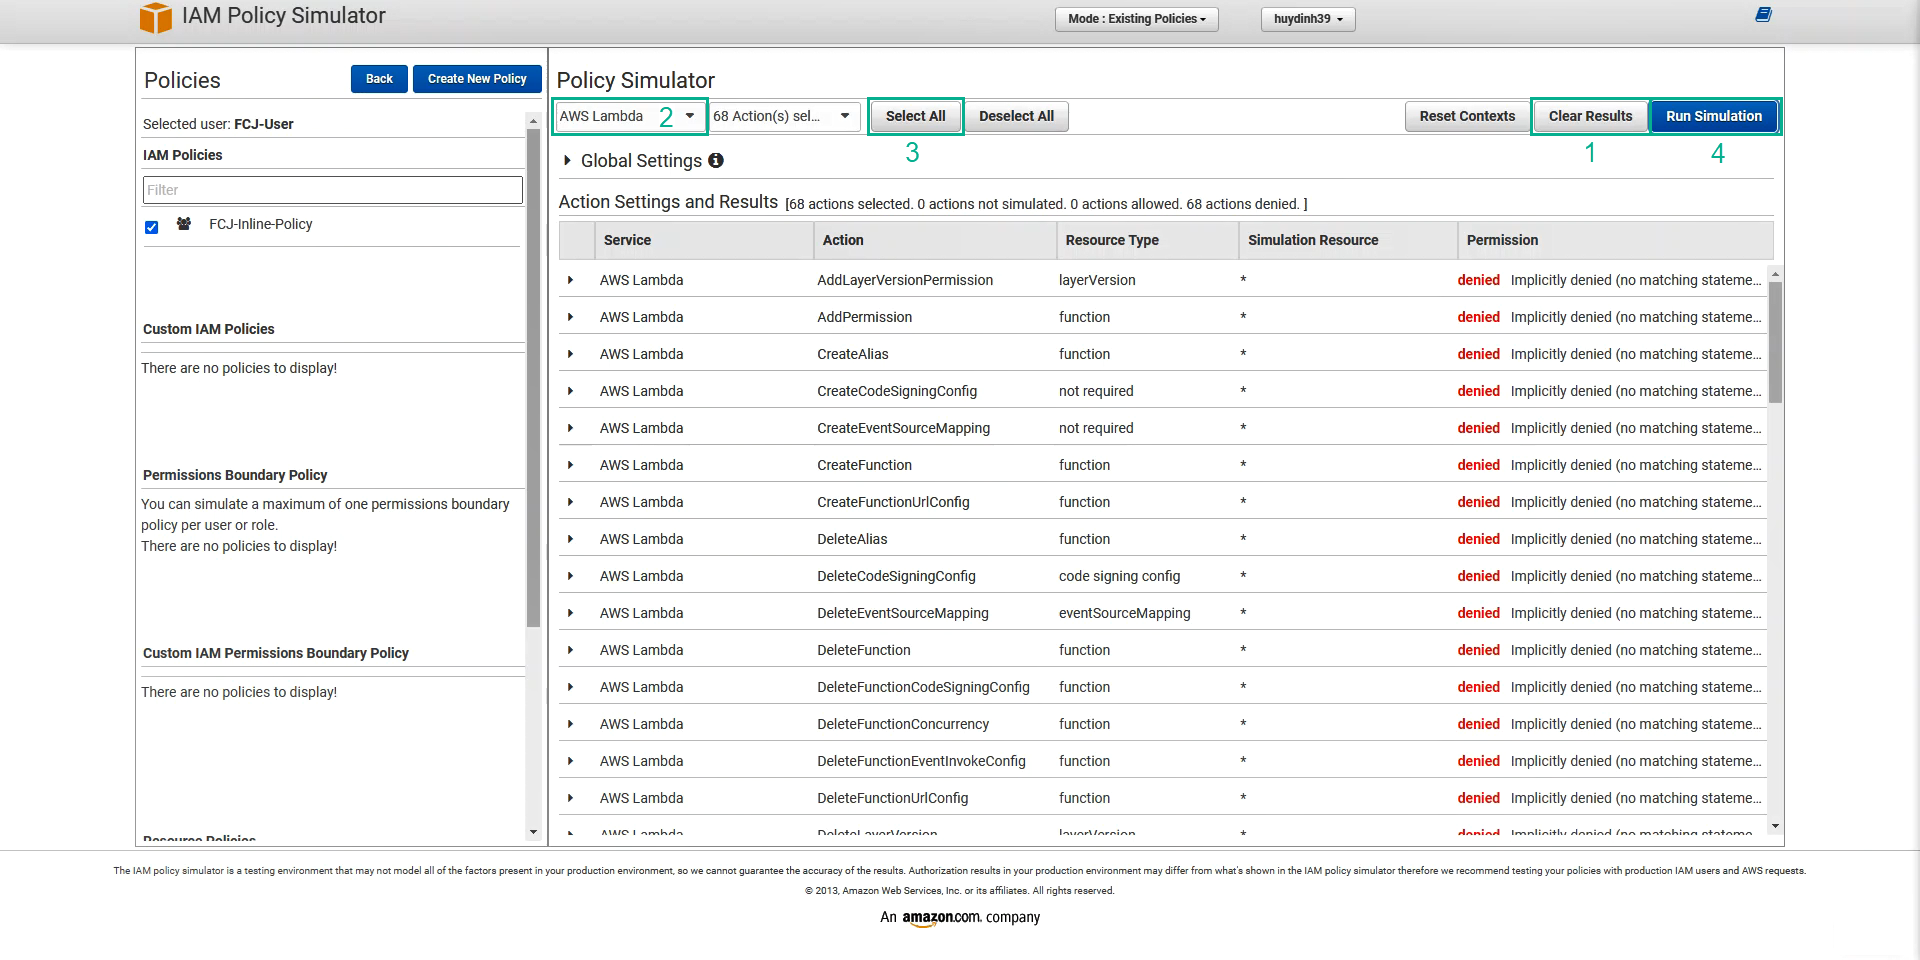 IAM Policy Simulator
Mode : Existing Policies
huydinh39
Policies
Back
Create New Policy
Selected user: FCJ-User
IAM Policies
Filter
FCJ-Inline-Policy
Custom IAM Policies
There are no policies to display!
Permissions Boundary Policy
You can simulate a maximum of one permissions boundary
policy per user or role.
There are no policies to display!
Custom IAM Permissions Boundary Policy
There are no policies to display!
Resource Policies
Policy Simulator
AWS Lambda 2
68 Action(s) sel...
Select All
Deselect All
Reset Contexts
Clear Results
Run Simulation
3
1
4
Global Settings
Action Settings and Results [68 actions selected. 0 actions not simulated. 0 actions allowed. 68 actions denied. ]
Service Action Resource Type Simulation Resource Permission
AWS Lambda AddLayerVersionPermission layerVersion * denied Implicitly denied (no matching stateme...
AWS Lambda AddPermission function * denied Implicitly denied (no matching stateme...
AWS Lambda CreateAlias function * denied Implicitly denied (no matching stateme...
AWS Lambda CreateCodeSigningConfig not required * denied Implicitly denied (no matching stateme...
AWS Lambda CreateEventSourceMapping not required * denied Implicitly denied (no matching stateme...
AWS Lambda CreateFunction function * denied Implicitly denied (no matching stateme...
AWS Lambda CreateFunctionUrlConfig function * denied Implicitly denied (no matching stateme...
AWS Lambda DeleteAlias function * denied Implicitly denied (no matching stateme...
AWS Lambda DeleteCodeSigningConfig code signing config * denied Implicitly denied (no matching stateme...
AWS Lambda DeleteEventSourceMapping eventSourceMapping * denied Implicitly denied (no matching stateme...
AWS Lambda DeleteFunction function * denied Implicitly denied (no matching stateme...
AWS Lambda DeleteFunctionCodeSigningConfig function * denied Implicitly denied (no matching stateme...
AWS Lambda DeleteFunctionConcurrency function * denied Implicitly denied (no matching stateme...
AWS Lambda DeleteFunctionEventInvokeConfig function * denied Implicitly denied (no matching stateme...
AWS Lambda DeleteFunctionUrlConfig function * denied Implicitly denied (no matching stateme...
AWS Lambda DeleteLayerVersion layerVersion * denied Implicitly denied (no matching stateme...
The IAM policy simulator is a testing environment that may not model all of the factors present in your production environment, so we cannot guarantee the accuracy of the results. Authorization results in your production environment may differ from what's shown in the IAM policy simulator therefore we recommend testing your policies with production IAM users and AWS requests.
© 2013, Amazon Web Services, Inc. or its affiliates. All rights reserved.
An amazon.com company